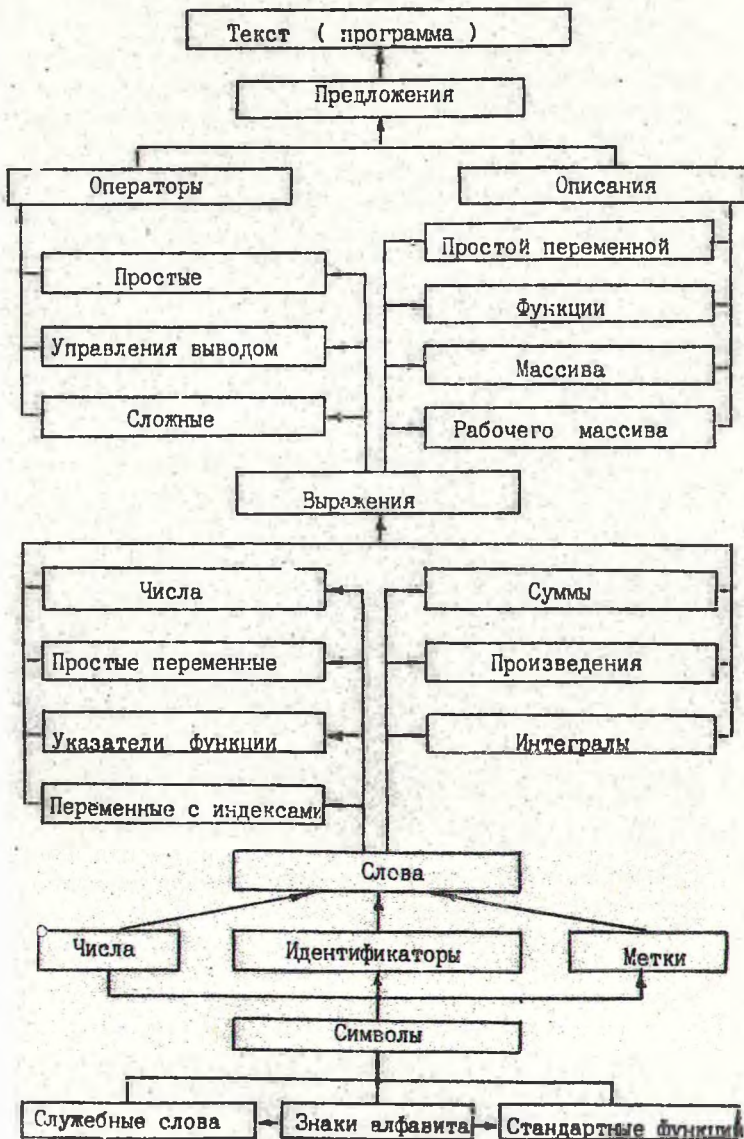 Текст ( программа )
Предложения
Операторы
Описания
Простые
Управления выводом
Сложные
Простой переменной
Функции
Массива
Рабочего массива
Выражения
Числа
Простые переменные
Указатели функции
Переменные с индексами
Суммы
Произведения
Интегралы
Слова
Числа
Идентификаторы
Метки
Символы
Служебные слова
Знаки алфавита
Стандартные функции